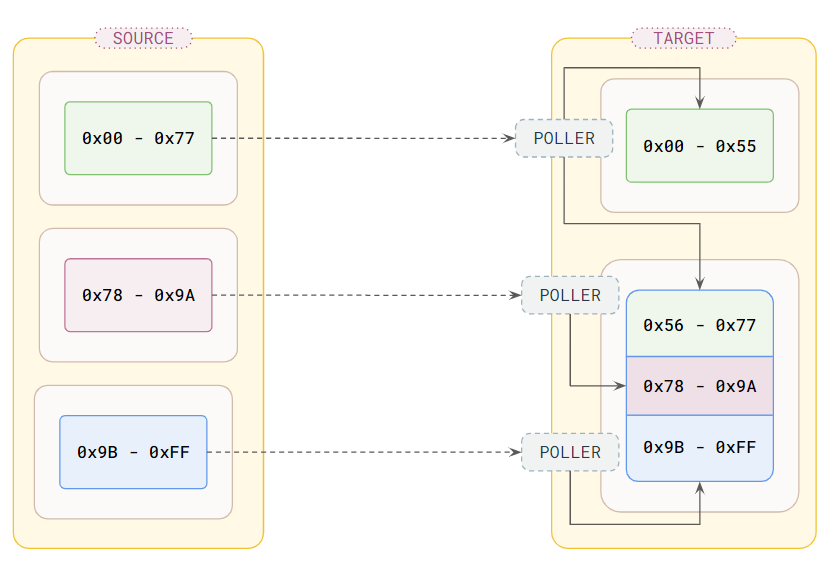 SOURCE
TARGET
0x00 - 0x77
POLLER
0x00 - 0x55
0x78 - 0x9A
POLLER
0x56 - 0x77
0x78 - 0x9A
0x9B - 0xFF
POLLER
0x9B - 0xFF